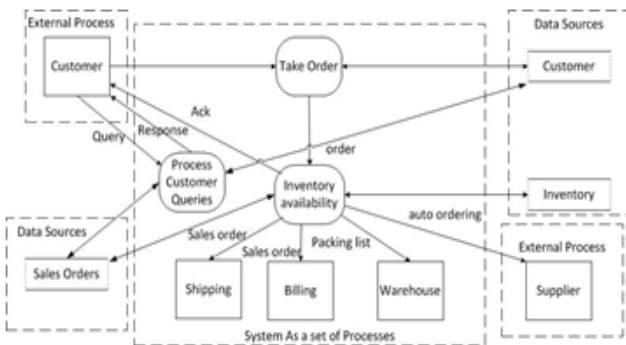 External Process
Data Sources
Customer
Take Order
Customer
Ack
Query
Response
order
Process
Customer
Queries
Inventory
availability
Inventory
auto ordering
Data Sources
Sales order
Sales order
Packing list
External Process
Sales Orders
Shipping
Billing
Warehouse
Supplier
System As a set of Processes